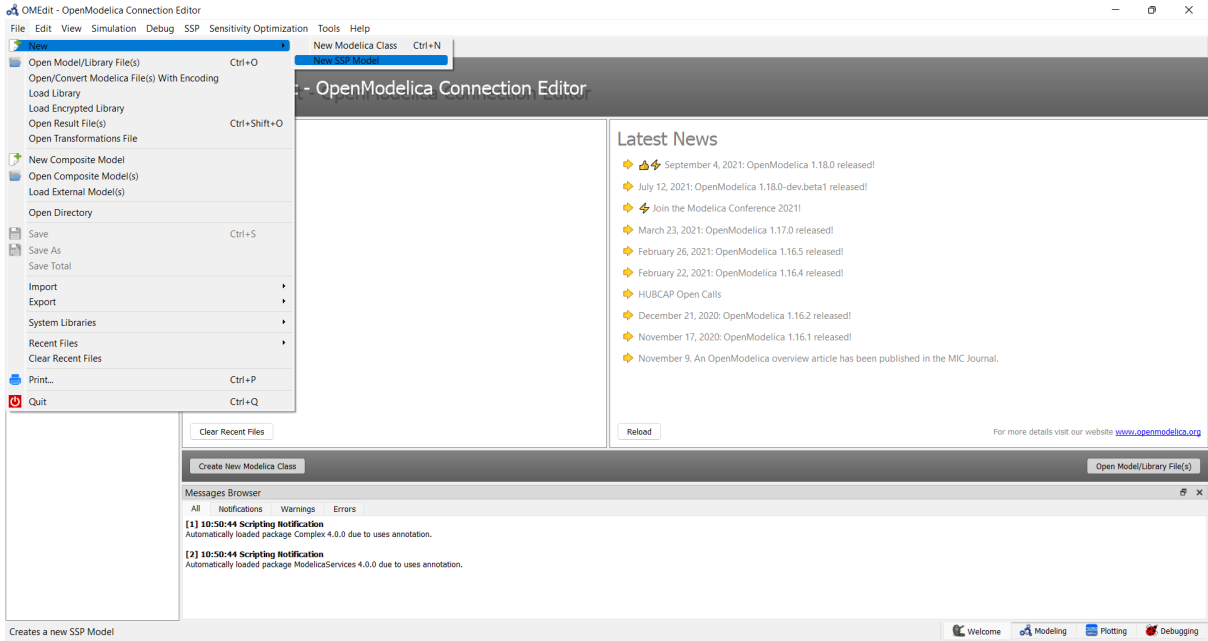 OMEdit - OpenModelica Connection Editor
File Edit View Simulation Debug SSP Sensitivity Optimization Tools Help
New
New Modelica Class Ctrl+N
New SSP Model
Open Model/Library File(s) Ctrl+O
Open/Convert Modelica File(s) With Encoding
Load Library
Load Encrypted Library
Open Result File(s) Ctrl+Shift+O
Open Transformations File
New Composite Model
Open Composite Model(s)
Load External Model(s)
Open Directory
Save Ctrl+S
Save As
Save Total
Import
Export
System Libraries
Recent Files
Clear Recent Files
Print... Ctrl+P
Quit Ctrl+Q
- OpenModelica Connection Editor
Clear Recent Files
Latest News
September 4, 2021: OpenModelica 1.18.0 released!
July 12, 2021: OpenModelica 1.18.0-dev.beta1 released!
Join the Modelica Conference 2021!
March 23, 2021: OpenModelica 1.17.0 released!
February 26, 2021: OpenModelica 1.16.5 released!
February 22, 2021: OpenModelica 1.16.4 released!
HUBCAP Open Calls
December 21, 2020: OpenModelica 1.16.2 released!
November 17, 2020: OpenModelica 1.16.1 released!
November 9. An OpenModelica overview article has been published in the MIC Journal.
Reload
For more details visit our website www.openmodelica.org
Create New Modelica Class
Open Model/Library File(s)
Messages Browser
All Notifications Warnings Errors
[1] 10:50:44 Scripting Notification
Automatically loaded package Complex 4.0.0 due to uses annotation.
[2] 10:50:44 Scripting Notification
Automatically loaded package ModelicaServices 4.0.0 due to uses annotation.
Creates a new SSP Model
Welcome Modeling Plotting Debugging